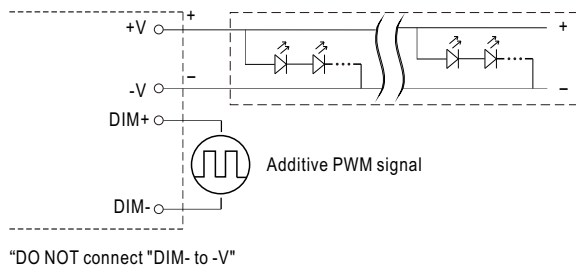 +V
+
-V
–
+
–
DIM+
Additive PWM signal
DIM-
“DO NOT connect "DIM- to -V"